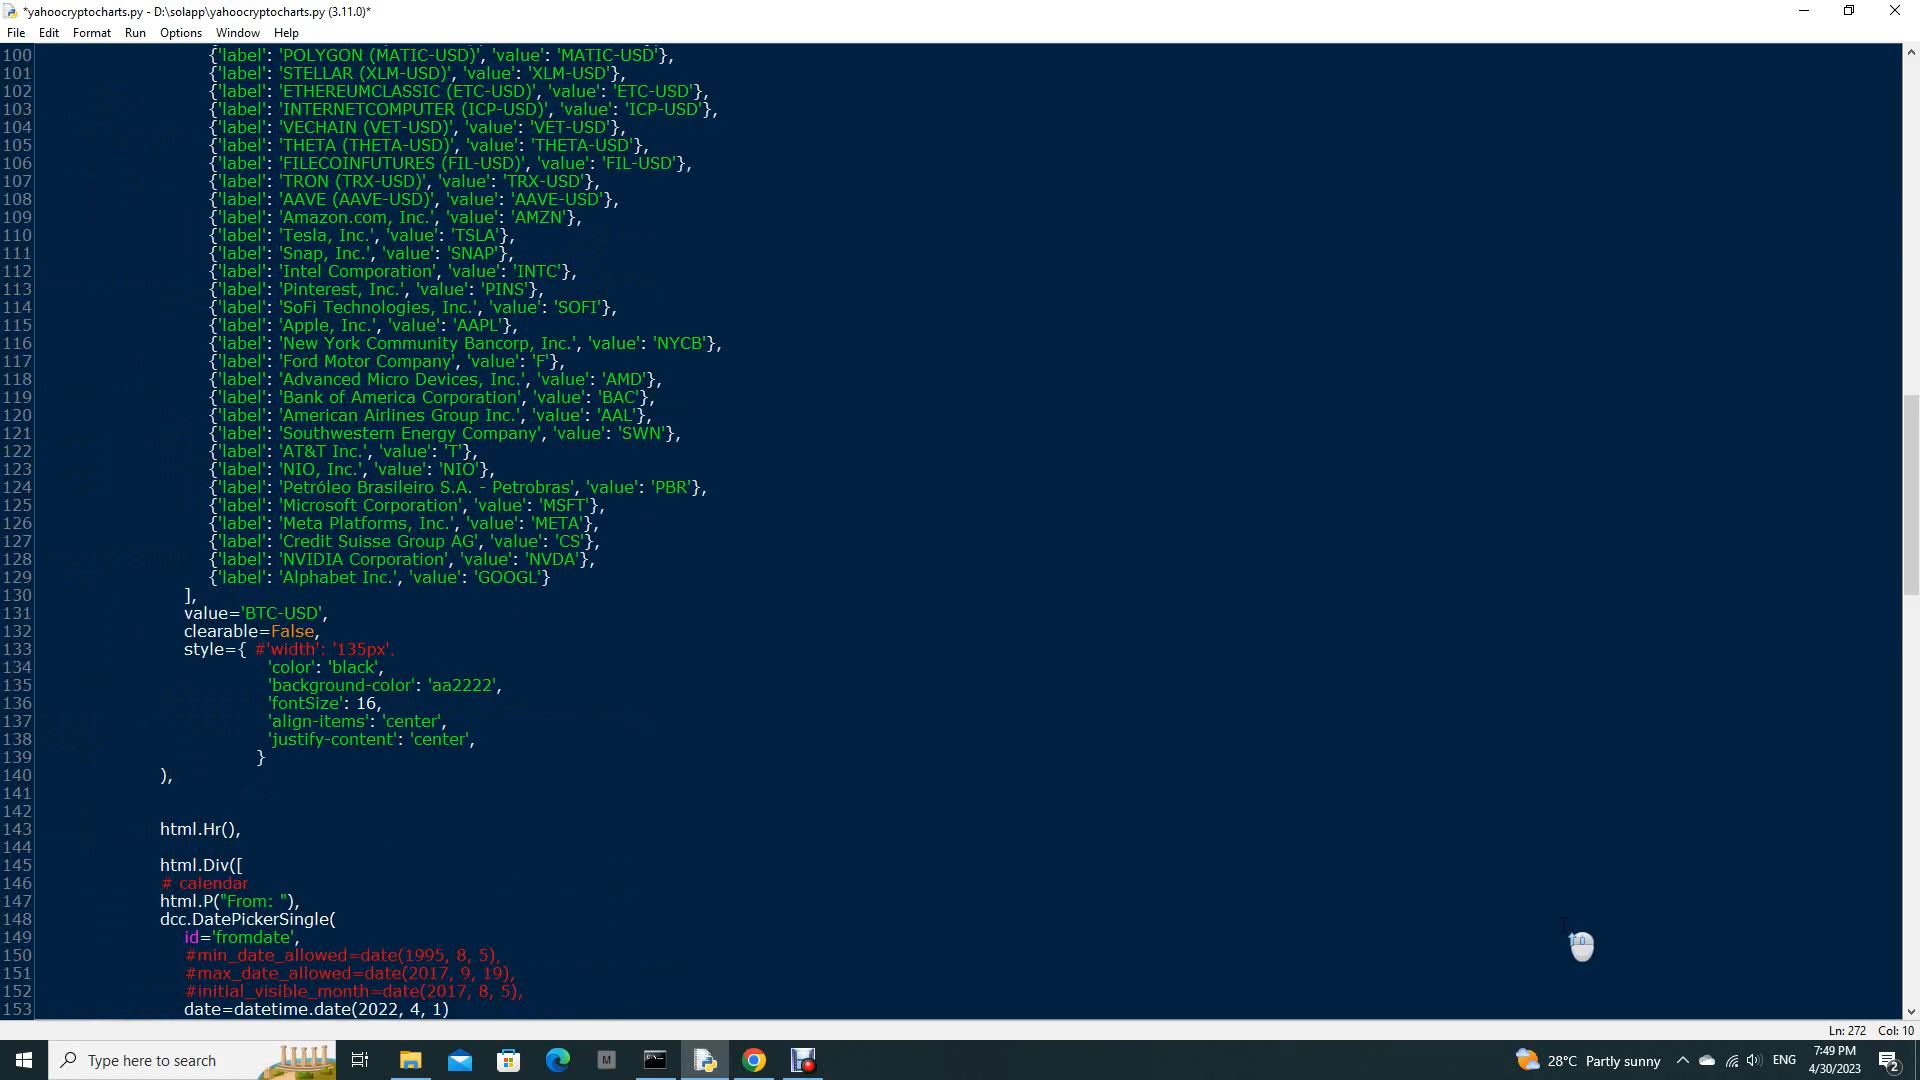 *yahoocryptocharts.py - D:\solapp\yahoocryptocharts.py (3.11.0)*
File Edit Format Run Options Window Help
100 {'label': 'POLYGON (MATIC-USD)', 'value': 'MATIC-USD'},
101 {'label': 'STELLAR (XLM-USD)', 'value': 'XLM-USD'},
102 {'label': 'ETHEREUMCLASSIC (ETC-USD)', 'value': 'ETC-USD'},
103 {'label': 'INTERNETCOMPUTER (ICP-USD)', 'value': 'ICP-USD'},
104 {'label': 'VECHAIN (VET-USD)', 'value': 'VET-USD'},
105 {'label': 'THETA (THETA-USD)', 'value': 'THETA-USD'},
106 {'label': 'FILECOINFUTURES (FIL-USD)', 'value': 'FIL-USD'},
107 {'label': 'TRON (TRX-USD)', 'value': 'TRX-USD'},
108 {'label': 'AAVE (AAVE-USD)', 'value': 'AAVE-USD'},
109 {'label': 'Amazon.com, Inc.', 'value': 'AMZN'},
110 {'label': 'Tesla, Inc.', 'value': 'TSLA'},
111 {'label': 'Snap, Inc.', 'value': 'SNAP'},
112 {'label': 'Intel Comporation', 'value': 'INTC'},
113 {'label': 'Pinterest, Inc.', 'value': 'PINS'},
114 {'label': 'SoFi Technologies, Inc.', 'value': 'SOFI'},
115 {'label': 'Apple, Inc.', 'value': 'AAPL'},
116 {'label': 'New York Community Bancorp, Inc.', 'value': 'NYCB'},
117 {'label': 'Ford Motor Company', 'value': 'F'},
118 {'label': 'Advanced Micro Devices, Inc.', 'value': 'AMD'},
119 {'label': 'Bank of America Corporation', 'value': 'BAC'},
120 {'label': 'American Airlines Group Inc.', 'value': 'AAL'},
121 {'label': 'Southwestern Energy Company', 'value': 'SWN'},
122 {'label': 'AT&T Inc.', 'value': 'T'},
123 {'label': 'NIO, Inc.', 'value': 'NIO'},
124 {'label': 'Petróleo Brasileiro S.A. - Petrobras', 'value': 'PBR'},
125 {'label': 'Microsoft Corporation', 'value': 'MSFT'},
126 {'label': 'Meta Platforms, Inc.', 'value': 'META'},
127 {'label': 'Credit Suisse Group AG', 'value': 'CS'},
128 {'label': 'NVIDIA Corporation', 'value': 'NVDA'},
129 {'label': 'Alphabet Inc.', 'value': 'GOOGL'}
130 ],
131 value='BTC-USD',
132 clearable=False,
133 style={ #'width': '135px',
134 'color': 'black',
135 'background-color': 'aa2222',
136 'fontSize': 16,
137 'align-items': 'center',
138 'justify-content': 'center',
139 }
140 ),
141
142
143 html.Hr(),
144
145 html.Div([
146 # calendar
147 html.P("From: "),
148 dcc.DatePickerSingle(
149 id='fromdate',
150 #min_date_allowed=date(1995, 8, 5),
151 #max_date_allowed=date(2017, 9, 19),
152 #initial_visible_month=date(2017, 8, 5),
153 date=datetime.date(2022, 4, 1)
Ln: 272 Col: 10
Type here to search
M
28°C Partly sunny
ENG
7:49 PM
4/30/2023
2